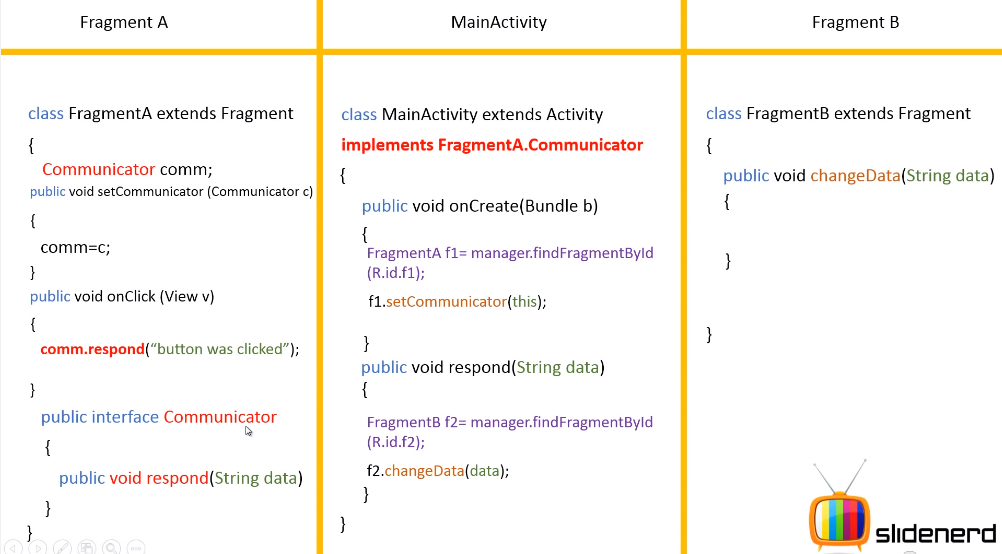 Fragment A
class FragmentA extends Fragment
{
Communicator comm;
public void setCommunicator (Communicator c)
{
comm=c;
}
public void onClick (View v)
{
comm.respond(“button was clicked”);
}
public interface Communicator
{
public void respond(String data)
}
}
MainActivity
class MainActivity extends Activity
implements FragmentA.Communicator
{
public void onCreate(Bundle b)
{
FragmentA f1= manager.findFragmentById
(R.id.f1);
f1.setCommunicator(this);
}
public void respond(String data)
{
FragmentB f2= manager.findFragmentById
(R.id.f2);
f2.changeData(data);
}
}
Fragment B
class FragmentB extends Fragment
{
public void changeData(String data)
{
}
}
slidenerd